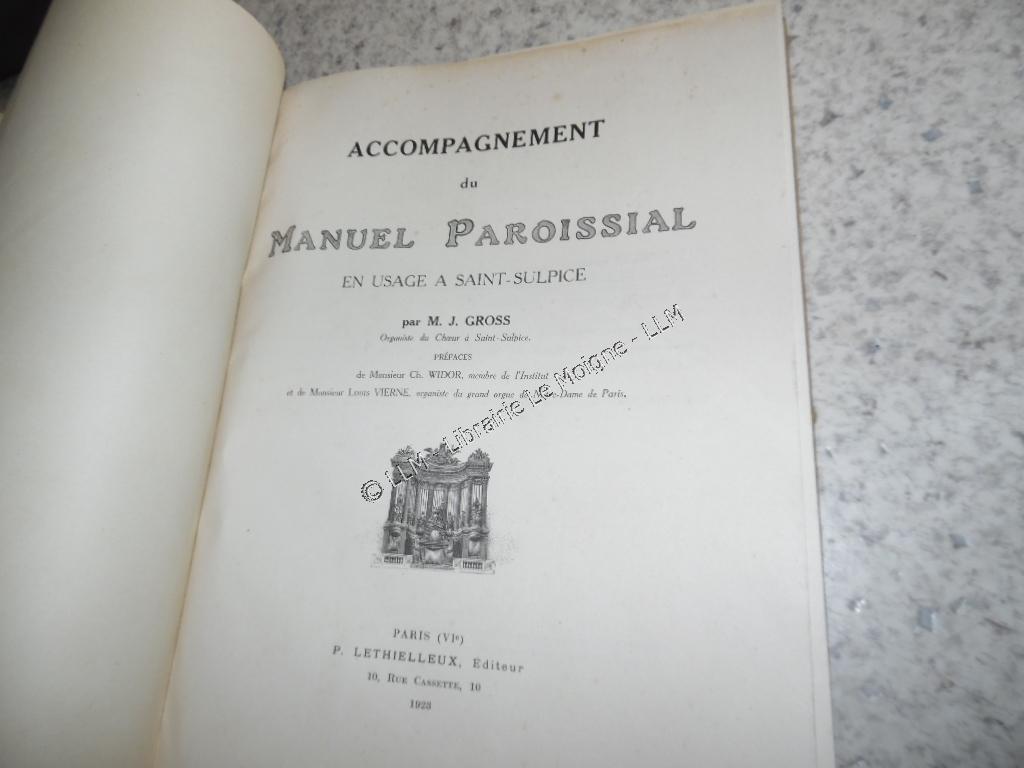 ACCOMPAGNEMENT
du
MANUEL PAROISSIAL
EN USAGE A SAINT-SULPICE
par M. J. GROSS
Organiste du Chœur à Saint-Sulpice.
PRÉFACES
de Monsieur Ch. WIDOR, membre de l'Institut
et de Monsieur Louis VIERNE, organiste du grand orgue de Notre-Dame de Paris.
© LLM - Librairie Le Moigne - LLM
PARIS (VIe)
P. LETHIELLEUX, Éditeur
10, RUE CASSETTE, 10
1923